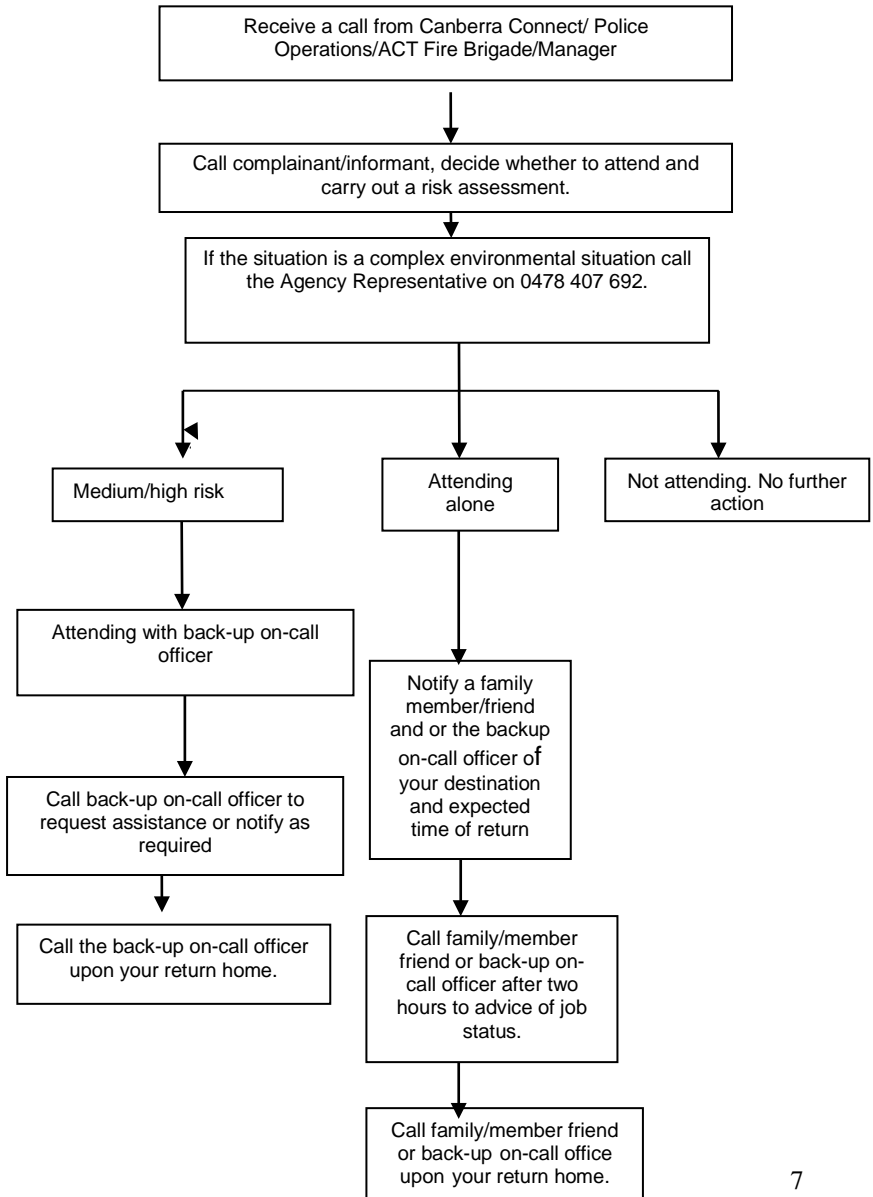 Receive a call from Canberra Connect/ Police
Operations/ACT Fire Brigade/Manager
Call complainant/informant, decide whether to attend and
carry out a risk assessment.
If the situation is a complex environmental situation call
the Agency Representative on 0478 407 692.
Medium/high risk
Attending with back-up on-call
officer
Call back-up on-call officer to
request assistance or notify as
required
Call the back-up on-call officer
upon your return home.
Attending
alone
Notify a family
member/friend
and or the backup
on-call officer of
your destination
and expected
time of return
Call family/member
friend or back-up on-
call officer after two
hours to advice of job
status.
Call family/member friend
or back-up on-call office
upon your return home.
Not attending. No further
action
7